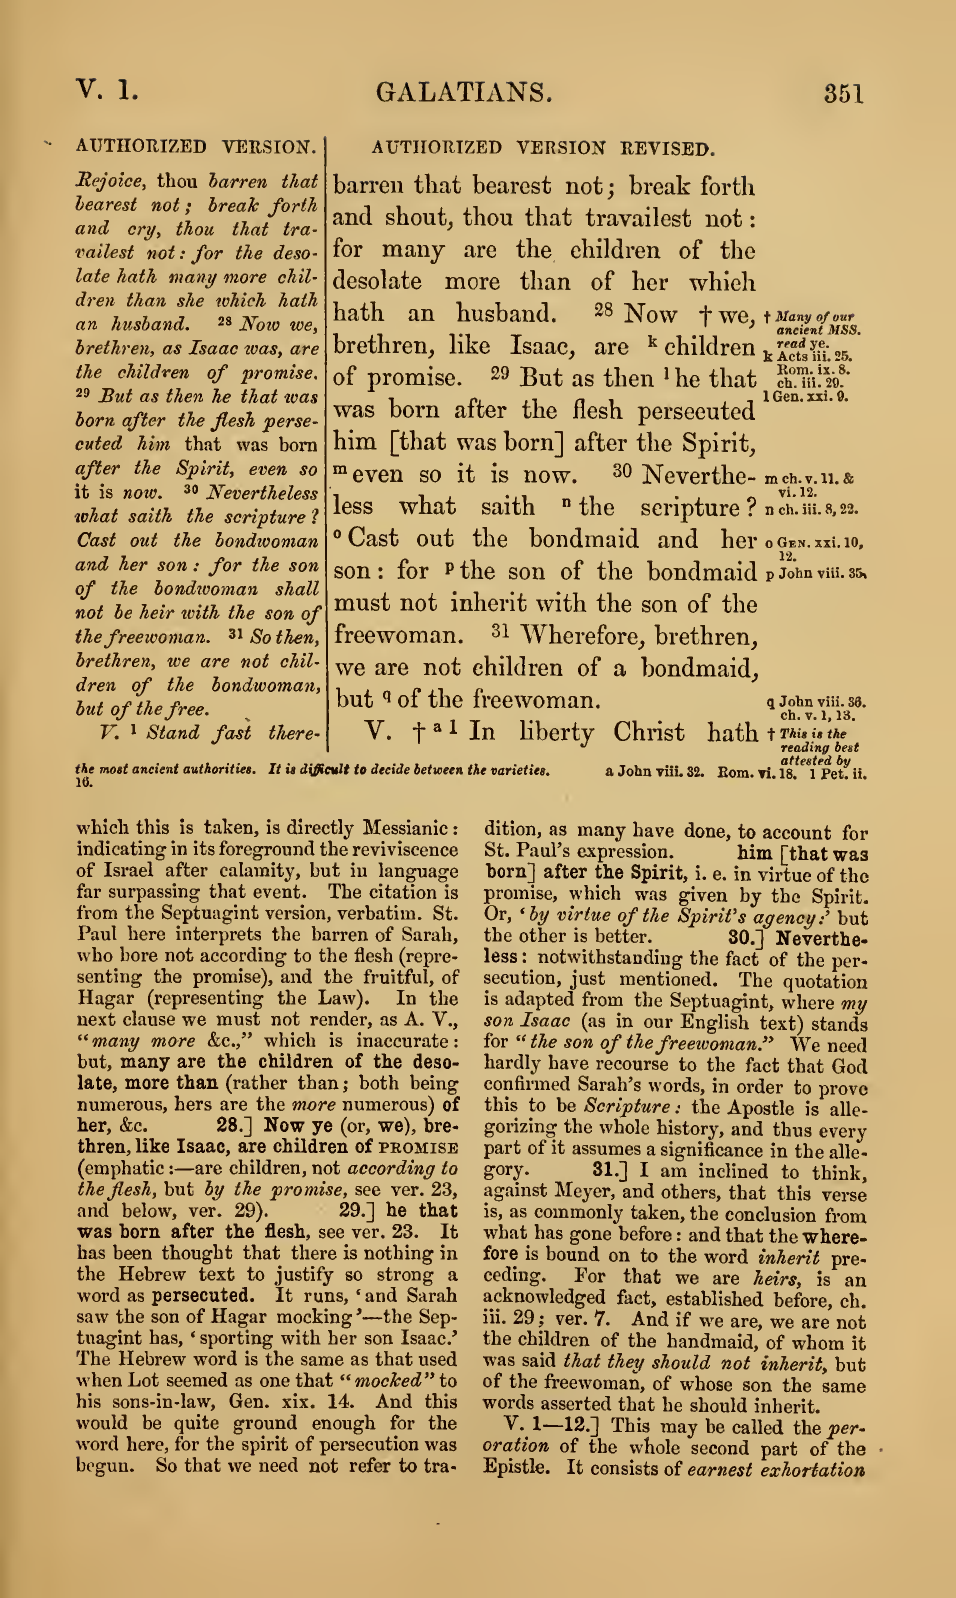 V. 1.
GALATIANS.
351
AUTHORIZED VERSION.
Rejoice, thou barren that
bearest not; break forth
and cry, thou that tra-
vailest not: for the deso-
late hath many more chil-
dren than she which hath
an husband. 28 Now we,
brethren, as Isaac was, are
the children of promise.
29 But as then he that was
born after the flesh perse-
cuted him that was born
after the Spirit, even so
it is now. 30 Nevertheless
what saith the scripture?
Cast out the bondwoman
and her son: for the son
of the bondwoman shall
not be heir with the son of
the freewoman. 31 So then,
brethren, we are not chil-
dren of the bondwoman,
but of the free.
V. 1 Stand fast there-
AUTHORIZED VERSION REVISED.
barren that bearest not; break forth
and shout, thou that travailest not:
for many are the children of the
desolate more than of her which
hath an husband. 28 Now † we,
brethren, like Isaac, are k children
of promise. 29 But as then l he that
was born after the flesh persecuted
him [that was born] after the Spirit,
m even so it is now. 30 Neverthe-
less what saith n the scripture?
o Cast out the bondmaid and her
son: for p the son of the bondmaid
must not inherit with the son of the
freewoman. 31 Wherefore, brethren,
we are not children of a bondmaid,
but q of the freewoman.
V. † a 1 In liberty Christ hath
† Many of our
ancient MSS.
read ye.
k Acts iii. 25.
Rom. ix. 8.
ch. iii. 29.
l Gen. xxi. 9.
m ch. v. 11. &
vi. 12.
n ch. iii. 8, 22.
o GEN. xxi. 10,
12.
p John viii. 35.
q John viii. 36.
ch. v. 1, 13.
† This is the
reading best
attested by
the most ancient authorities. It is difficult to decide between the varieties.
a John viii. 32. Rom. vi. 18. 1 Pet. ii.
16.
which this is taken, is directly Messianic:
indicating in its foreground the reviviscence
of Israel after calamity, but in language
far surpassing that event. The citation is
from the Septuagint version, verbatim. St.
Paul here interprets the barren of Sarah,
who bore not according to the flesh (repre-
senting the promise), and the fruitful, of
Hagar (representing the Law). In the
next clause we must not render, as A. V.,
"many more &c.," which is inaccurate:
but, many are the children of the deso-
late, more than (rather than; both being
numerous, hers are the more numerous) of
her, &c. 28.] Now ye (or, we), bre-
thren, like Isaac, are children of PROMISE
(emphatic:—are children, not according to
the flesh, but by the promise, see ver. 23,
and below, ver. 29). 29.] he that
was born after the flesh, see ver. 23. It
has been thought that there is nothing in
the Hebrew text to justify so strong a
word as persecuted. It runs, 'and Sarah
saw the son of Hagar mocking'—the Sep-
tuagint has, 'sporting with her son Isaac.'
The Hebrew word is the same as that used
when Lot seemed as one that "mocked" to
his sons-in-law, Gen. xix. 14. And this
would be quite ground enough for the
word here, for the spirit of persecution was
begun. So that we need not refer to tra-
dition, as many have done, to account for
St. Paul's expression. him [that was
born] after the Spirit, i. e. in virtue of the
promise, which was given by the Spirit.
Or, 'by virtue of the Spirit's agency:' but
the other is better. 30.] Neverthe-
less: notwithstanding the fact of the per-
secution, just mentioned. The quotation
is adapted from the Septuagint, where my
son Isaac (as in our English text) stands
for "the son of the freewoman." We need
hardly have recourse to the fact that God
confirmed Sarah's words, in order to prove
this to be Scripture: the Apostle is alle-
gorizing the whole history, and thus every
part of it assumes a significance in the alle-
gory. 31.] I am inclined to think,
against Meyer, and others, that this verse
is, as commonly taken, the conclusion from
what has gone before: and that the where-
fore is bound on to the word inherit pre-
ceding. For that we are heirs, is an
acknowledged fact, established before, ch.
iii. 29; ver. 7. And if we are, we are not
the children of the handmaid, of whom it
was said that they should not inherit, but
of the freewoman, of whose son the same
words asserted that he should inherit.
V. 1—12.] This may be called the per-
oration of the whole second part of the
Epistle. It consists of earnest exhortation